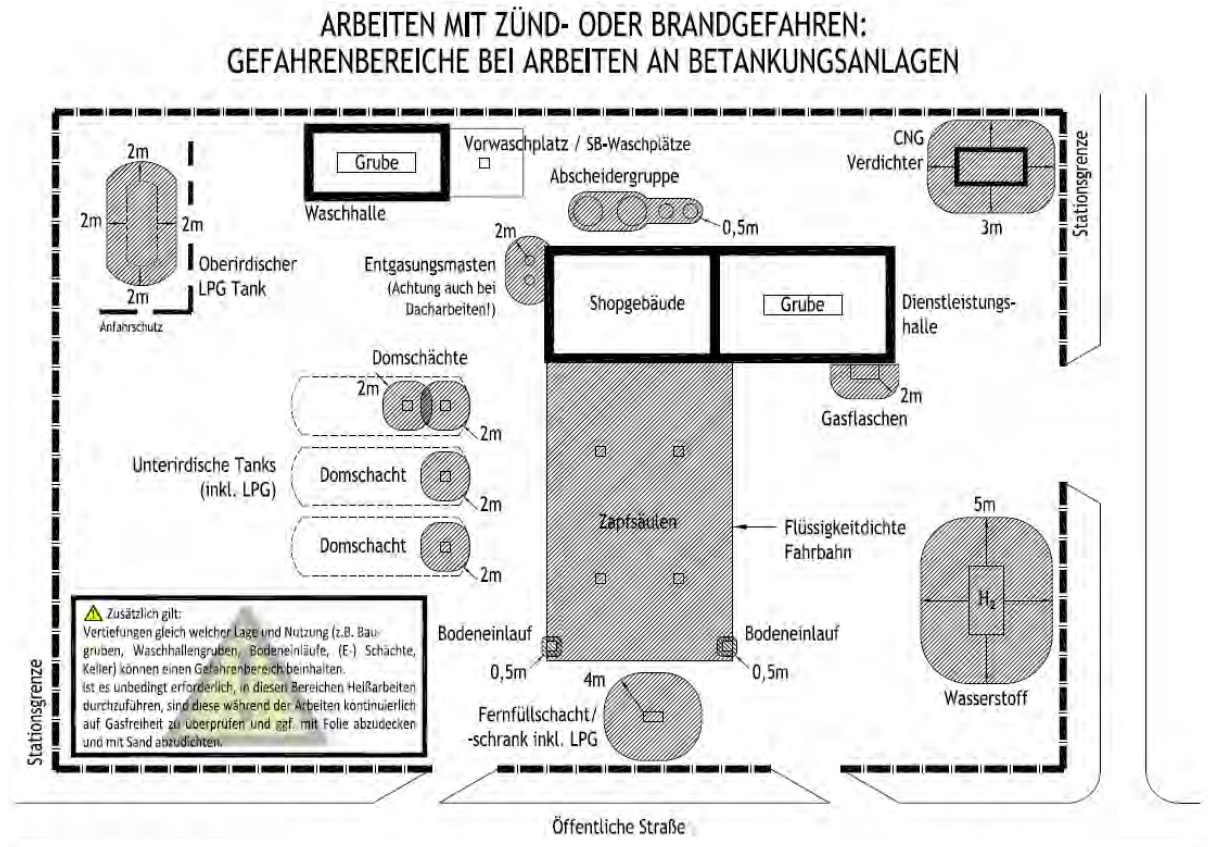 ARBEITEN MIT ZÜND- ODER BRANDGEFAHREN:
GEFAHRENBEREICHE BEI ARBEITEN AN BETANKUNGSANLAGEN
2m
2m
2m
2m
Oberirdischer
LPG Tank
Anfahrschutz
Grube
Waschhalle
Vorwaschplatz / SB-Waschplätze
Abscheidergruppe
0,5m
CNG
Verdichter
3m
Stationsgrenze
2m
Entgasungsmasten
(Achtung auch bei
Dacharbeiten!)
Shopgebäude
Grube
Dienstleistungs-
halle
2m
Gasflaschen
Domschächte
2m
2m
Unterirdische Tanks
(inkl. LPG)
Domschacht
2m
Domschacht
2m
Zapfsäulen
Flüssigkeitdichte
Fahrbahn
5m
H2
Wasserstoff
Bodeneinlauf
0,5m
Bodeneinlauf
0,5m
4m
Fernfüllschacht/
-schrank inkl. LPG
Zusätzlich gilt:
Vertiefungen gleich welcher Lage und Nutzung (z.B. Bau-
gruben, Waschhallengruben, Bodeneinläufe, (E-) Schächte,
Keller) können einen Gefahrenbereich beinhalten.
Ist es unbedingt erforderlich, in diesen Bereichen Heißarbeiten
durchzuführen, sind diese während der Arbeiten kontinuierlich
auf Gasfreiheit zu überprüfen und ggf. mit Folie abzudecken
und mit Sand abzudichten.
Stationsgrenze
Öffentliche Straße